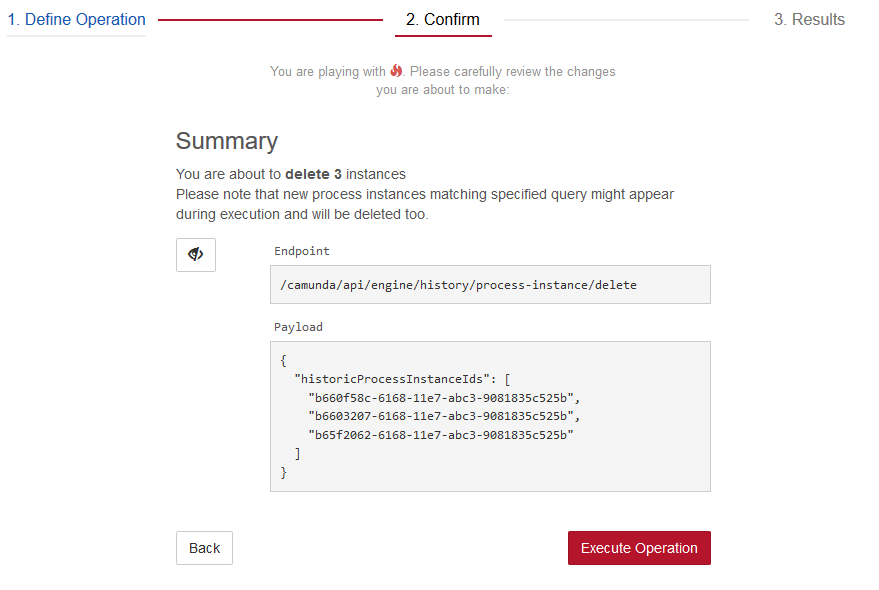 1. Define Operation
2. Confirm
3. Results
You are playing with . Please carefully review the changes
you are about to make:
Summary
You are about to delete 3 instances
Please note that new process instances matching specified query might appear
during execution and will be deleted too.
Endpoint
/camunda/api/engine/history/process-instance/delete
Payload
{
"historicProcessInstanceIds": [
"b660f58c-6168-11e7-abc3-9081835c525b",
"b6603207-6168-11e7-abc3-9081835c525b",
"b65f2062-6168-11e7-abc3-9081835c525b"
]
}
Back
Execute Operation